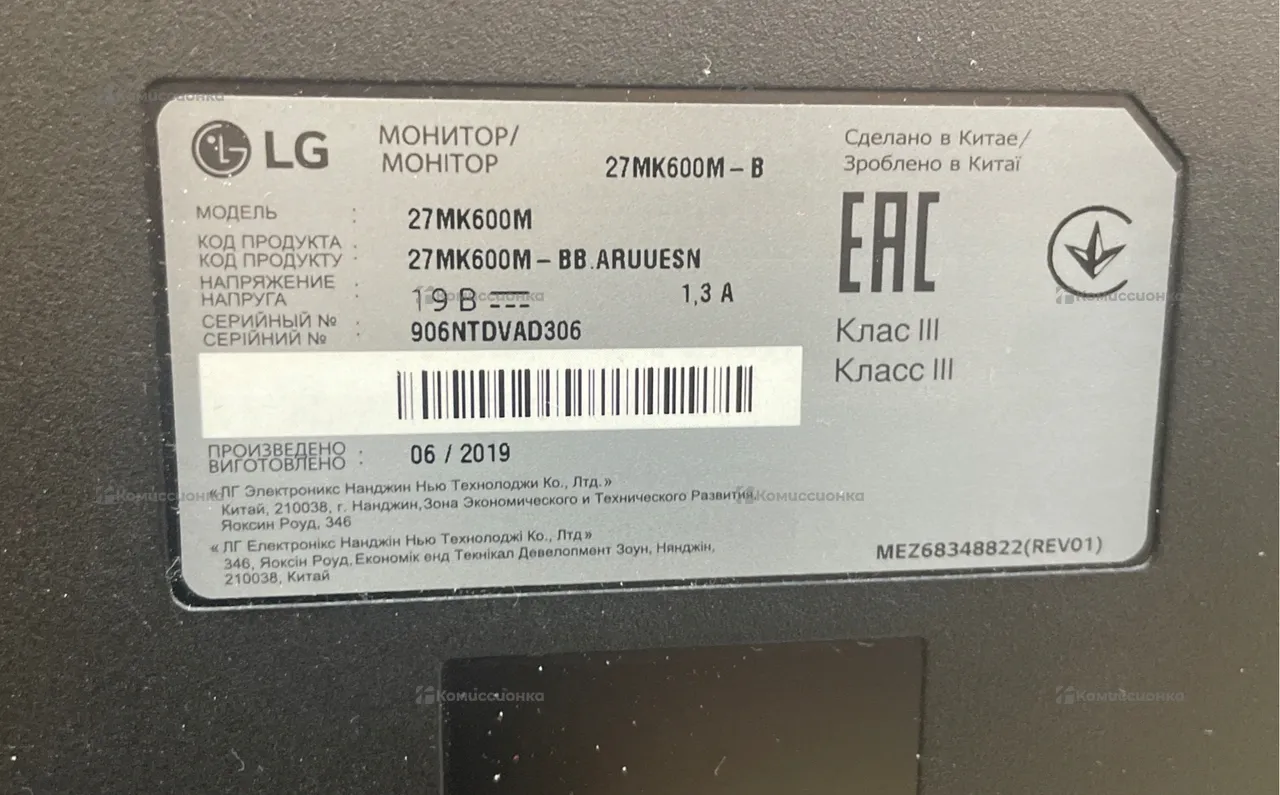 LG
МОНИТОР/
МОНІТОР
27MK600M – B
Сделано в Китае/
Зроблено в Китаї
EAC
МОДЕЛЬ : 27MK600M
КОД ПРОДУКТА :
КОД ПРОДУКТУ
27MK600M – BB.ARUUESN
НАПРЯЖЕНИЕ :
НАПРУГА
19 В 1,3 А
СЕРИЙНЫЙ № :
СЕРІЙНИЙ №
906NTDVAD306
Клас III
Класс III
ПРОИЗВЕДЕНО :
ВИГОТОВЛЕНО
06 / 2019
«ЛГ Электроникс Нанджин Нью Технолоджи Ко., Лтд.»
Китай, 210038, г. Нанджин, Зона Экономического и Технического Развития,
Яоксин Роуд, 346
« ЛГ Електронікс Нанджін Нью Технолоджі Ко., Лтд»
346, Яоксін Роуд, Економік енд Текнікал Девелопмент Зоун, Нянджін,
210038, Китай
MEZ68348822(REV01)
Комиссионка
Комиссионка
Комиссионка
Комиссионка
Комиссионка
Комиссионка
Комиссионка